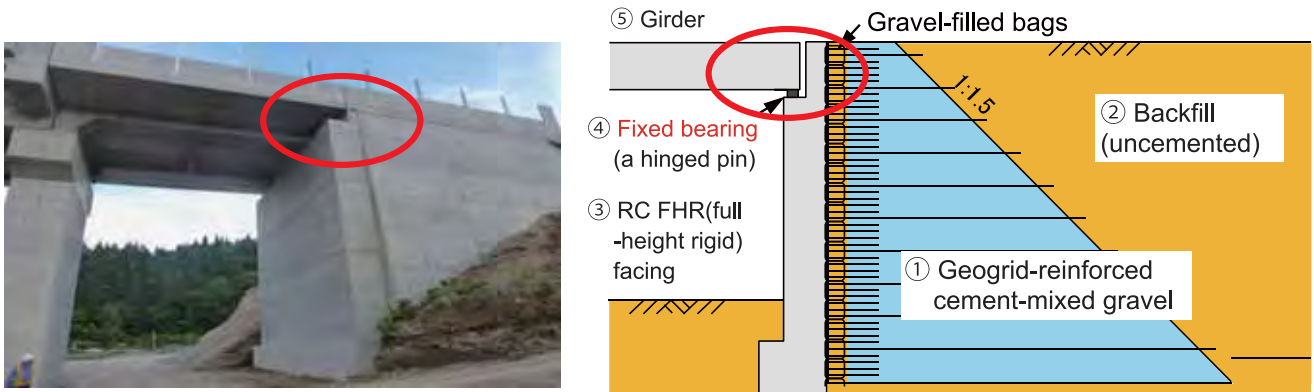 ⑤ Girder
Gravel-filled bags
1:1.5
② Backfill
(uncemented)
④ Fixed bearing
(a hinged pin)
③ RC FHR(full
-height rigid)
facing
① Geogrid-reinforced
cement-mixed gravel